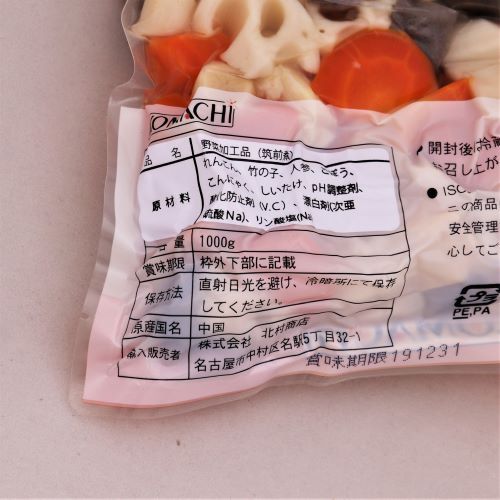 OMACHI
品名 野菜加工品（筑前煮）
原材料 れんこん、竹の子、人参、ごぼう、
こんにゃく、しいたけ、pH調整剤、
酸化防止剤（V.C）、漂白剤(次亜
硫酸Na)、リン酸塩(Na)
内容量 1000g
賞味期限 枠外下部に記載
保存方法 直射日光を避け、冷暗所にて保存
してください。
原産国名 中国
輸入販売者 株式会社 北村商店
名古屋市中村区名駅5丁目32-1
賞味期限191231
●開封後は冷蔵
お召し上が
●ISO
この商品
安全管理
心してご
プラ
PE,PA